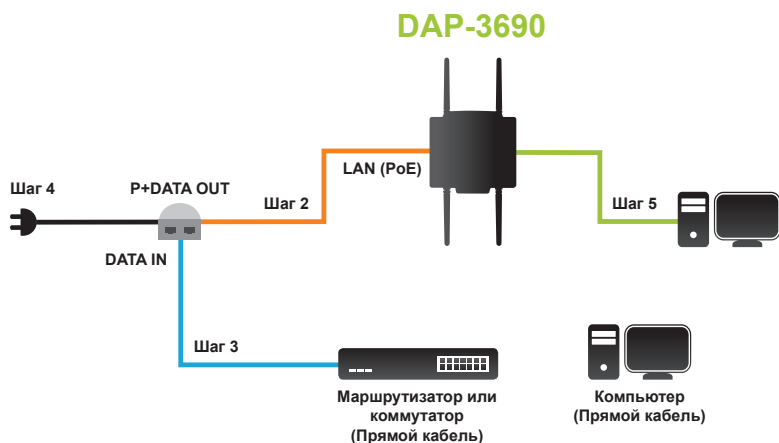 DAP-3690
LAN (PoE)
Шаг 4
P+DATA OUT
Шаг 2
Шаг 5
DATA IN
Шаг 3
Маршрутизатор или
коммутатор
(Прямой кабель)
Компьютер
(Прямой кабель)